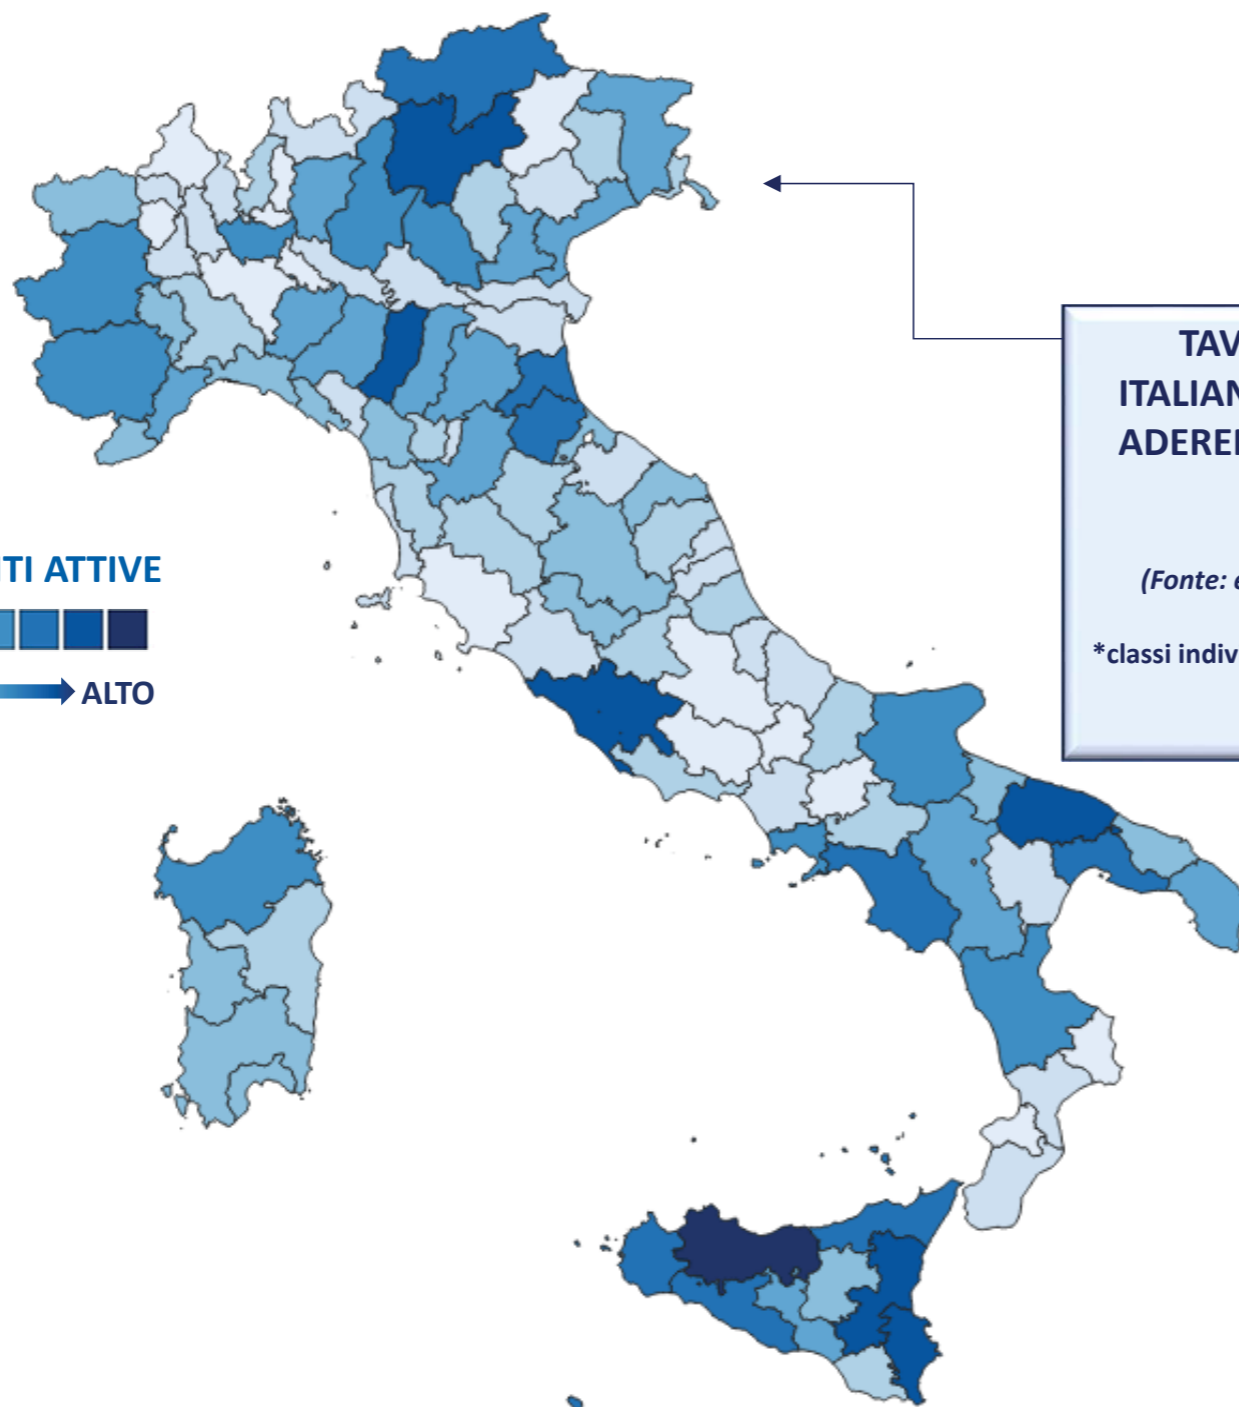 TAV
ITALIAN
ADERE
(Fonte:
*classi indiv
TI ATTIVE
ALTO